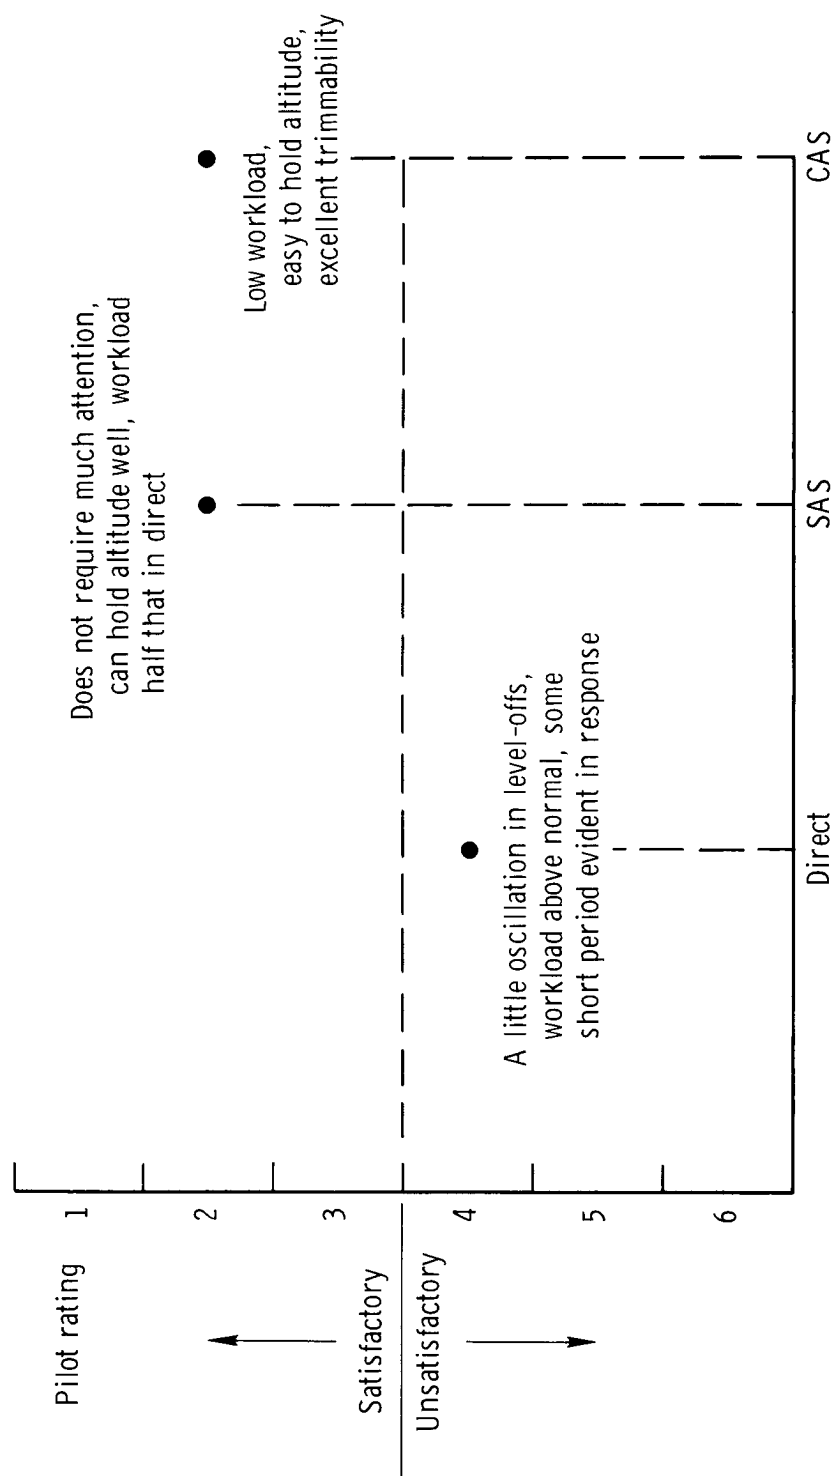 Pilot rating
1
2
3
4
5
6
Satisfactory
Unsatisfactory
Does not require much attention,
can hold altitude well, workload
half that in direct
Low workload,
easy to hold altitude,
excellent trimmability
A little oscillation in level-offs,
workload above normal, some
short period evident in response
Direct
SAS
CAS